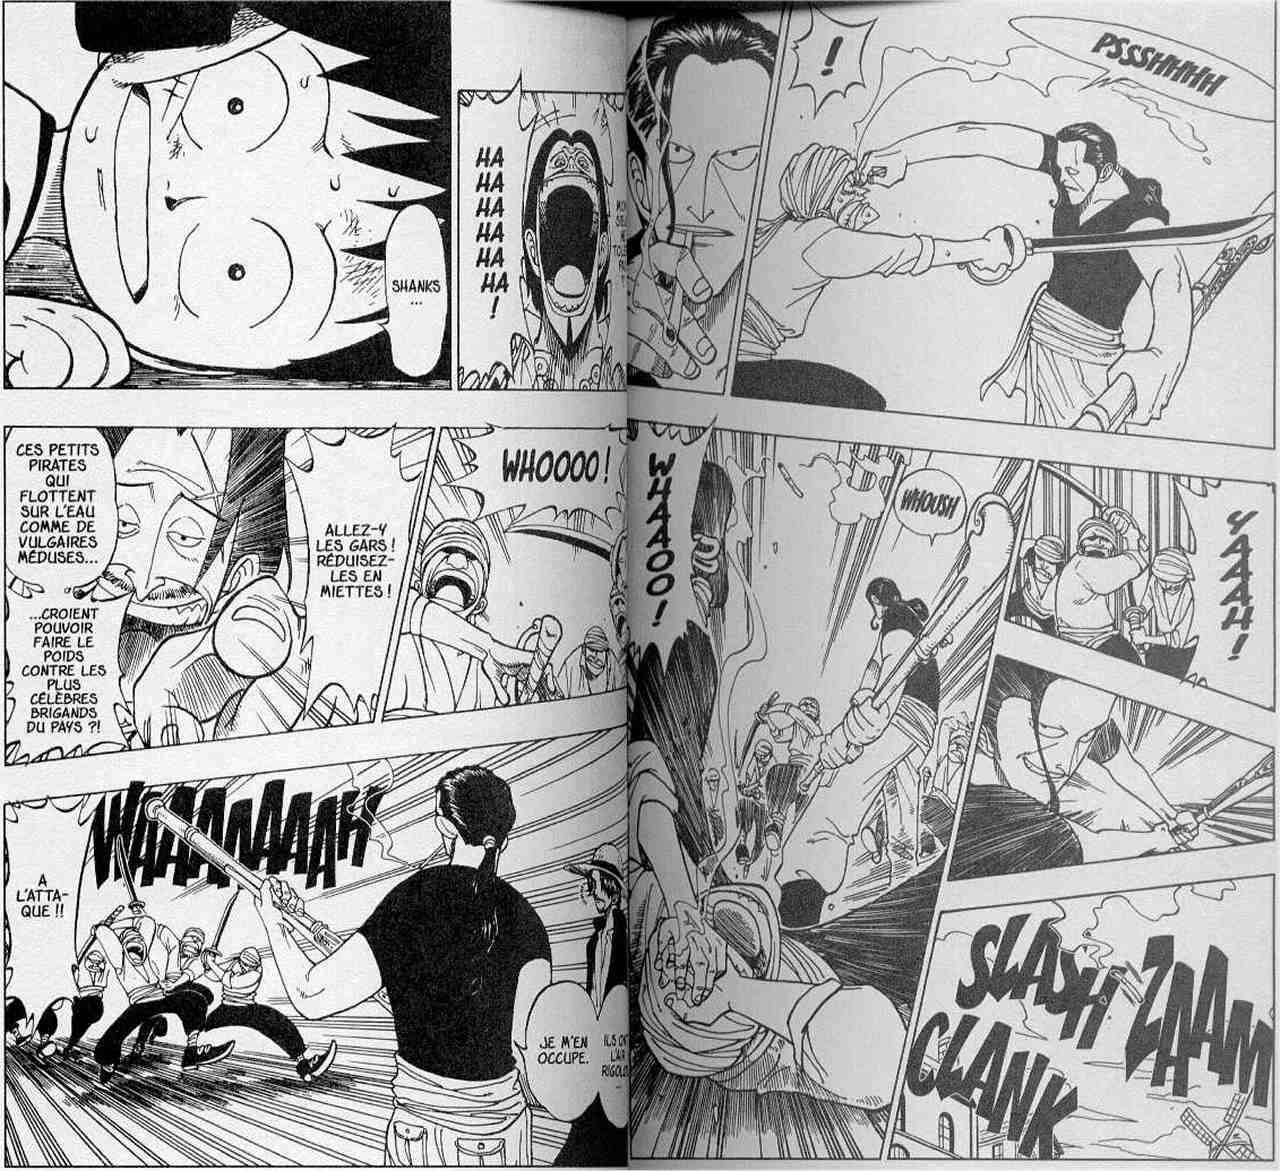 SHANKS
...
HA
HA
HA
HA
HA
HA
!
CES PETITS
PIRATES
QUI
FLOTTENT
SUR L'EAU
COMME DE
VULGAIRES
MÉDUSES...
...CROIENT
POUVOIR
FAIRE LE
POIDS
CONTRE LES
PLUS
CÉLÈBRES
BRIGANDS
DU PAYS ?!
ALLEZ-Y
LES GARS !
RÉDUISEZ-
LES EN
MIETTES !
WHOOOO !
A
L'ATTA-
QUE !!
WAAAAAAAH
JE M'EN
OCCUPE.
L'AIR
!
PSSSHHHH
WHAAOO !
WHOUSH
YAAAH !
SLASH
ZAAM
CLANK